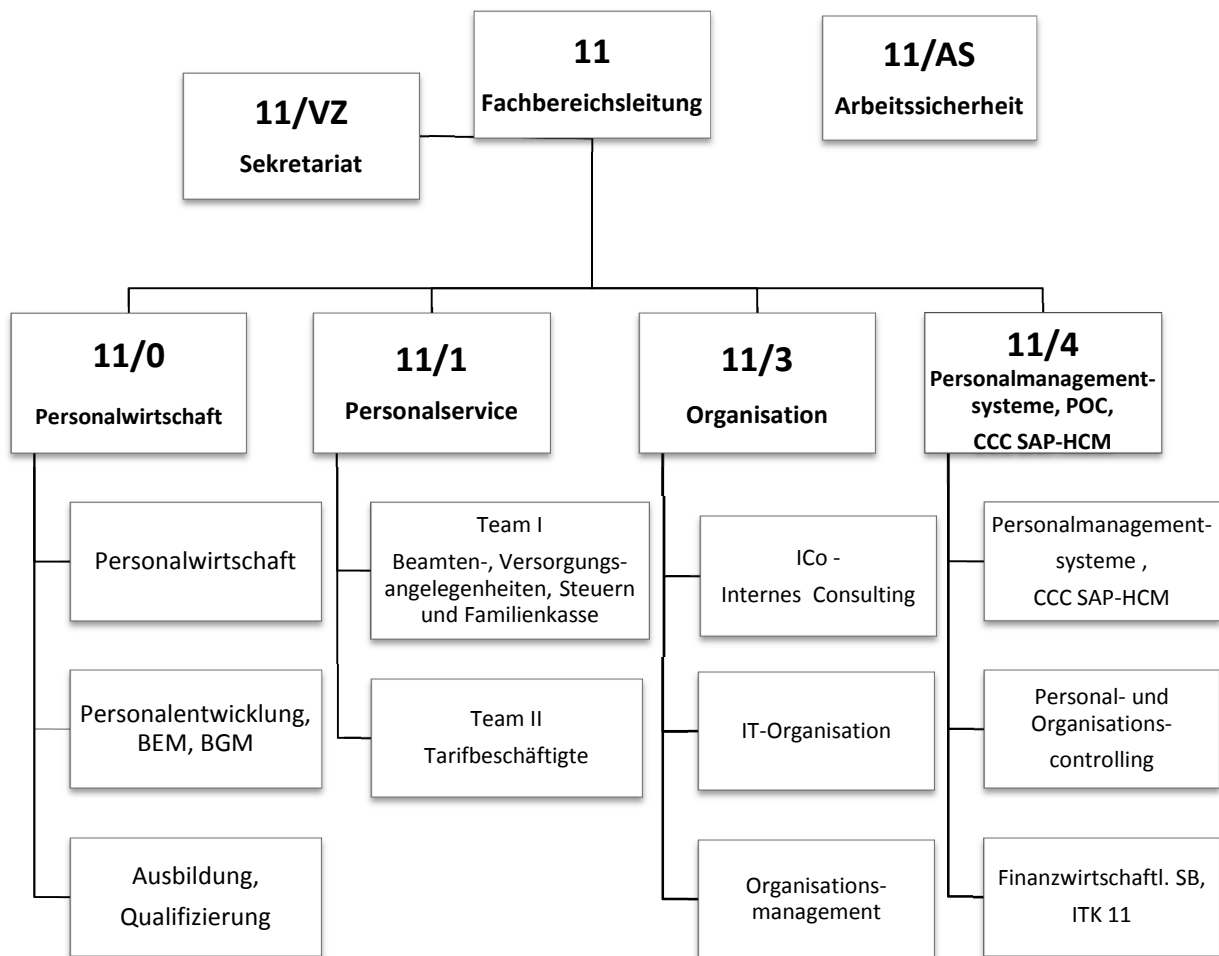 11
Fachbereichsleitung
11/AS
Arbeitssicherheit
11/VZ
Sekretariat
11/0
Personalwirtschaft
11/1
Personalservice
11/3
Organisation
11/4
Personalmanagement-
systeme, POC,
CCC SAP-HCM
Personalwirtschaft
Personalentwicklung,
BEM, BGM
Ausbildung,
Qualifizierung
Team I
Beamten-, Versorgungs-
angelegenheiten, Steuern
und Familienkasse
Team II
Tarifbeschäftigte
ICo -
Internes Consulting
IT-Organisation
Organisations-
management
Personalmanagement-
systeme ,
CCC SAP-HCM
Personal- und
Organisations-
controlling
Finanzwirtschaftl. SB,
ITK 11